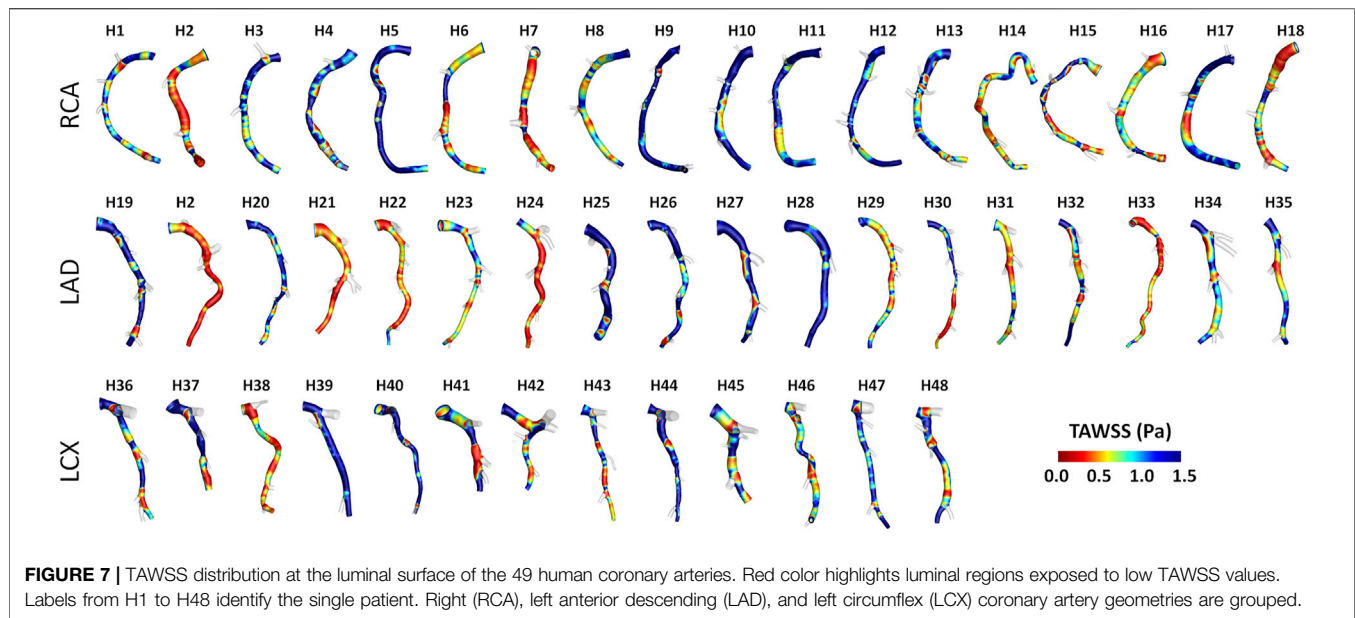 H1 H2 H3 H4 H5 H6 H7 H8 H9 H10 H11 H12 H13 H14 H15 H16 H17 H18
RCA
H19 H2 H20 H21 H22 H23 H24 H25 H26 H27 H28 H29 H30 H31 H32 H33 H34 H35
LAD
H36 H37 H38 H39 H40 H41 H42 H43 H44 H45 H46 H47 H48
LCX
TAWSS (Pa)
0.0 0.5 1.0 1.5
FIGURE 7 | TAWSS distribution at the luminal surface of the 49 human coronary arteries. Red color highlights luminal regions exposed to low TAWSS values.
Labels from H1 to H48 identify the single patient. Right (RCA), left anterior descending (LAD), and left circumflex (LCX) coronary artery geometries are grouped.